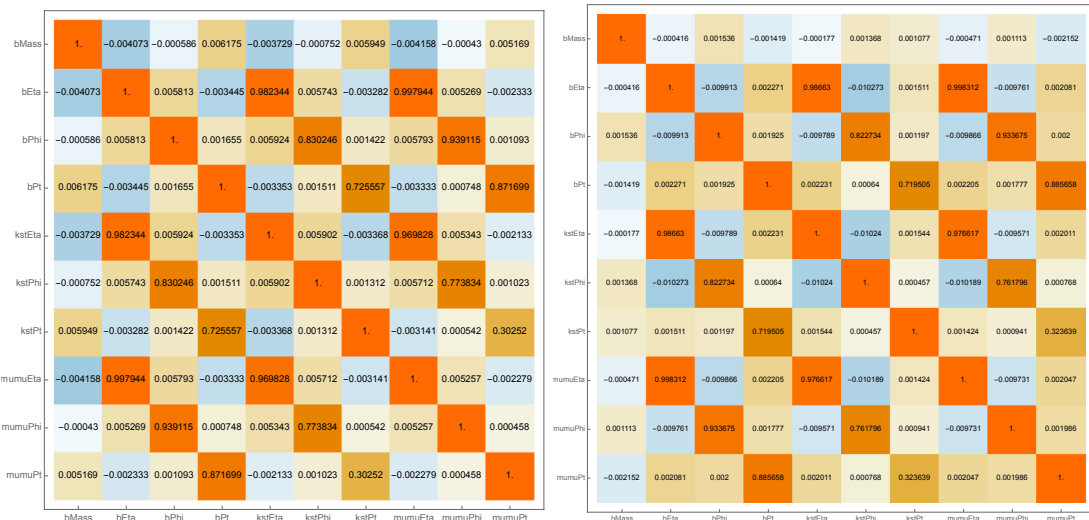 bMass 1. −0.004073 −0.000586 0.006175 −0.003729 −0.000752 0.005949 −0.004158 −0.00043 0.005169
bEta −0.004073 1. 0.005813 −0.003445 0.982344 0.005743 −0.003282 0.997944 0.005269 −0.002333
bPhi −0.000586 0.005813 1. 0.001655 0.005924 0.830246 0.001422 0.005793 0.939115 0.001093
bPt 0.006175 −0.003445 0.001655 1. −0.003353 0.001511 0.725557 −0.003333 0.000748 0.871699
kstEta −0.003729 0.982344 0.005924 −0.003353 1. 0.005902 −0.003368 0.969828 0.005343 −0.002133
kstPhi −0.000752 0.005743 0.830246 0.001511 0.005902 1. 0.001312 0.005712 0.773834 0.001023
kstPt 0.005949 −0.003282 0.001422 0.725557 −0.003368 0.001312 1. −0.003141 0.000542 0.30252
mumuEta −0.004158 0.997944 0.005793 −0.003333 0.969828 0.005712 −0.003141 1. 0.005257 −0.002279
mumuPhi −0.00043 0.005269 0.939115 0.000748 0.005343 0.773834 0.000542 0.005257 1. 0.000458
mumuPt 0.005169 −0.002333 0.001093 0.871699 −0.002133 0.001023 0.30252 −0.002279 0.000458 1.
bMass bEta bPhi bPt kstEta kstPhi kstPt mumuEta mumuPhi mumuPt
bMass 1. −0.000416 0.001536 −0.001419 −0.000177 0.001368 0.001077 −0.000471 0.001113 −0.002152
bEta −0.000416 1. −0.009913 0.002271 0.98663 −0.010273 0.001511 0.998312 −0.009761 0.002081
bPhi 0.001536 −0.009913 1. 0.001925 −0.009789 0.822734 0.001197 −0.009866 0.933675 0.002
bPt −0.001419 0.002271 0.001925 1. 0.002231 0.00064 0.719505 0.002205 0.001777 0.885658
kstEta −0.000177 0.98663 −0.009789 0.002231 1. −0.01024 0.001544 0.976617 −0.009571 0.002011
kstPhi 0.001368 −0.010273 0.822734 0.00064 −0.01024 1. 0.000457 −0.010189 0.761796 0.000768
kstPt 0.001077 0.001511 0.001197 0.719505 0.001544 0.000457 1. 0.001424 0.000941 0.323639
mumuEta −0.000471 0.998312 −0.009866 0.002205 0.976617 −0.010189 0.001424 1. −0.009731 0.002047
mumuPhi 0.001113 −0.009761 0.933675 0.001777 −0.009571 0.761796 0.000941 −0.009731 1. 0.001986
mumuPt −0.002152 0.002081 0.002 0.885658 0.002011 0.000768 0.323639 0.002047 0.001986 1.
bMass bEta bPhi bPt kstEta kstPhi kstPt mumuEta mumuPhi mumuPt